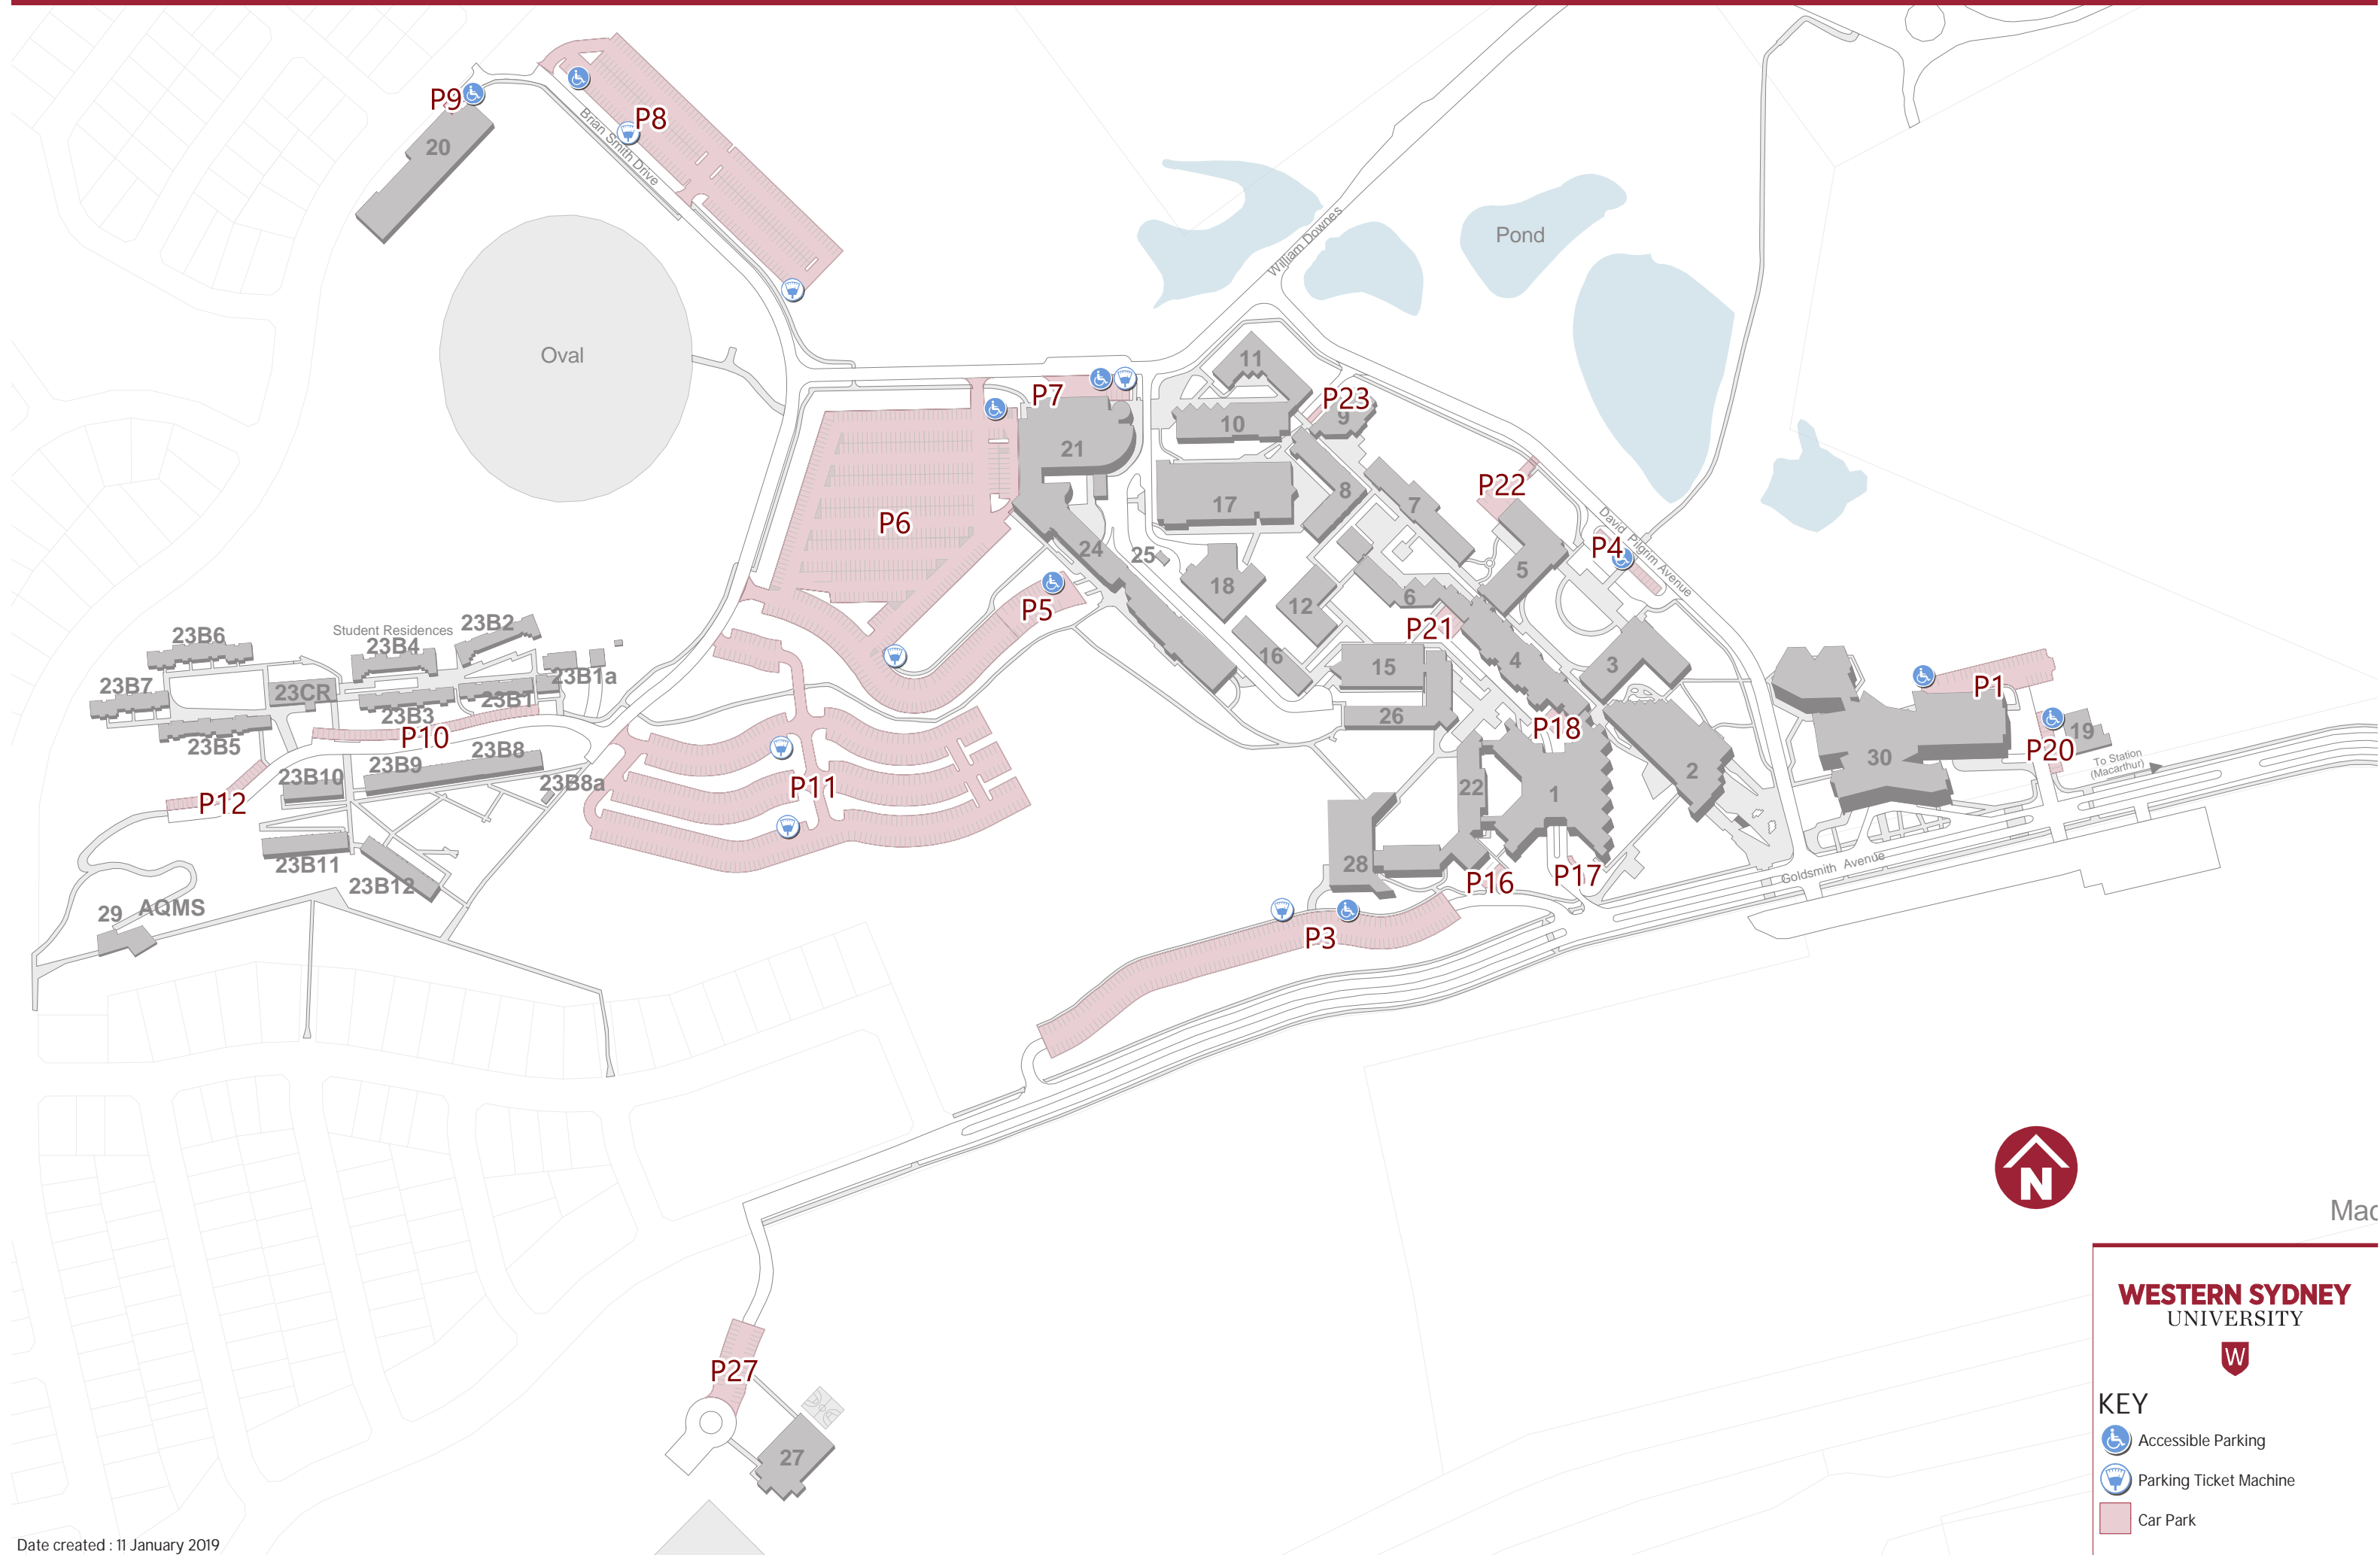 P9
P8
20
Brian Smith Drive
William Downes
Pond
Oval
11
P7
P23
10
9
21
P22
8
17
7
P6
David Pilgrim Avenue
P4
24
25
5
18
6
12
P5
23B2
P21
23B6
Student Residences
23B4
16
15
4
3
23B1a
23B7
23CR
P1
23B1
23B3
26
P18
19
P10
23B5
23B8
P20
30
To Station
(Macarthur)
23B9
2
23B10
23B8a
P11
22
1
P12
23B11
28
Goldsmith Avenue
P17
P16
23B12
29
AQMS
P3
N
Mac
WESTERN SYDNEY
UNIVERSITY
W
P27
KEY
Accessible Parking
27
Parking Ticket Machine
Car Park
Date created : 11 January 2019